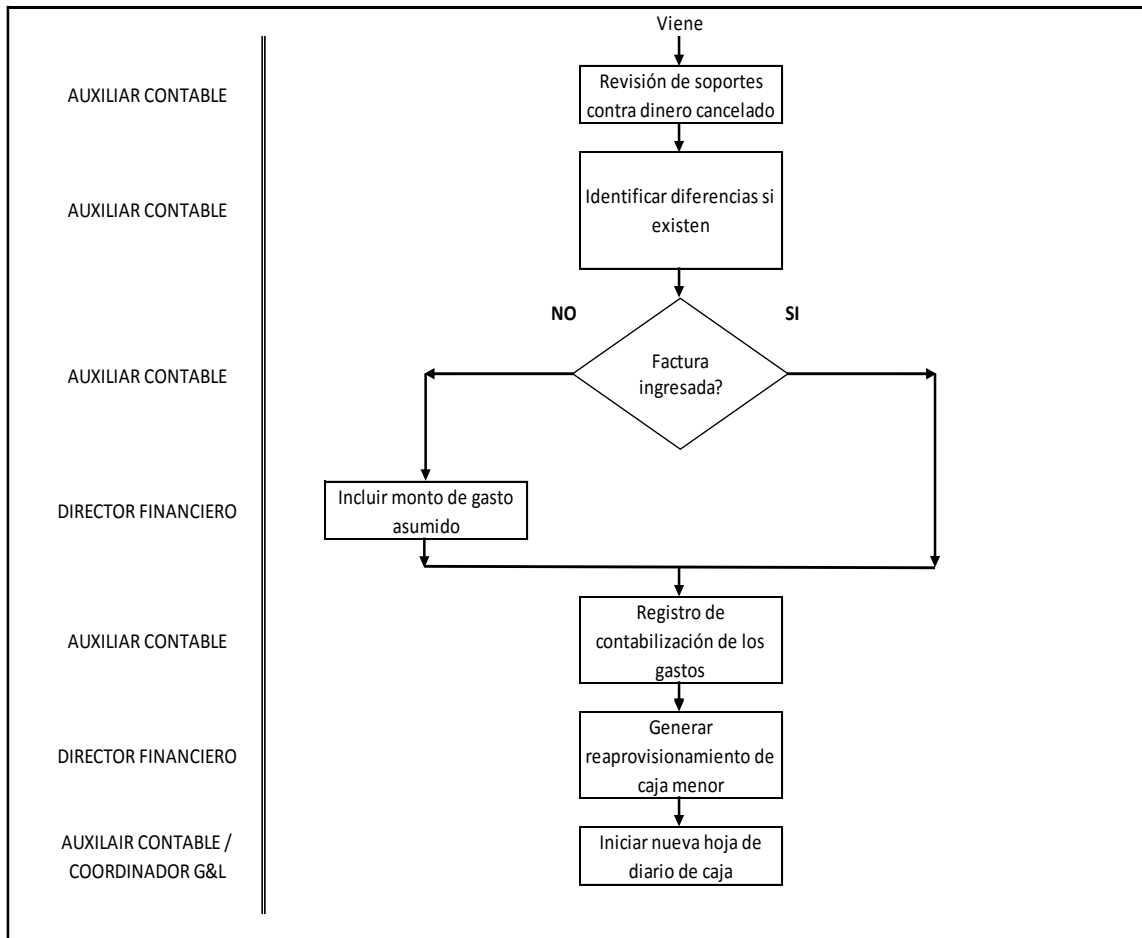 Viene
AUXILIAR CONTABLE
Revisión de soportes
contra dinero cancelado
AUXILIAR CONTABLE
Identificar diferencias si
existen
NO
SI
AUXILIAR CONTABLE
Factura
ingresada?
DIRECTOR FINANCIERO
Incluir monto de gasto
asumido
AUXILIAR CONTABLE
Registro de
contabilización de los
gastos
DIRECTOR FINANCIERO
Generar
reaprovisionamiento de
caja menor
AUXILAIR CONTABLE /
COORDINADOR G&L
Iniciar nueva hoja de
diario de caja